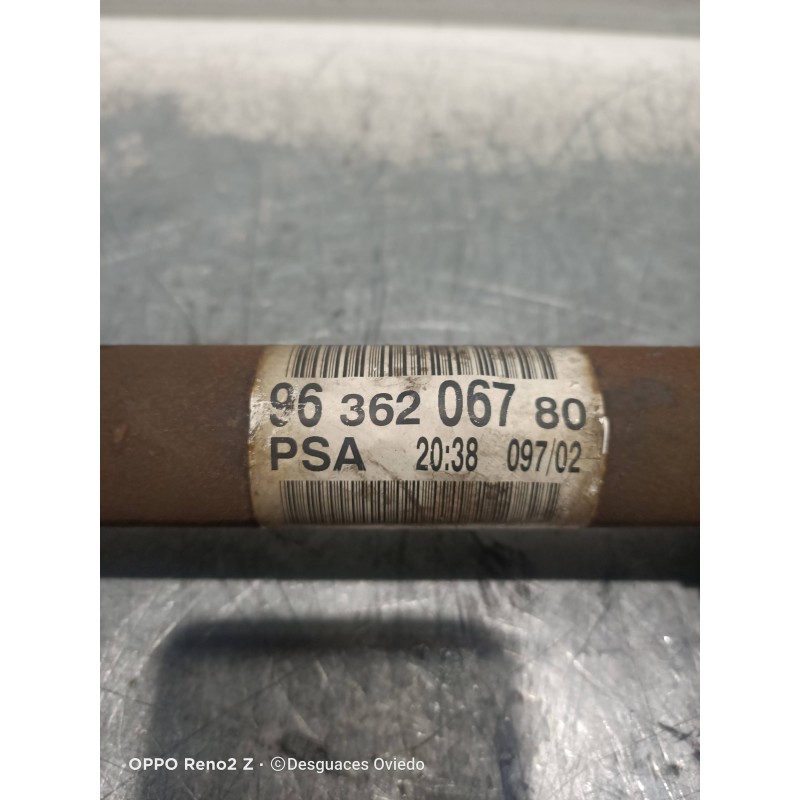 96 362 067 80
PSA 20:38 097/02
OPPO Reno2 Z · ©Desguaces Oviedo